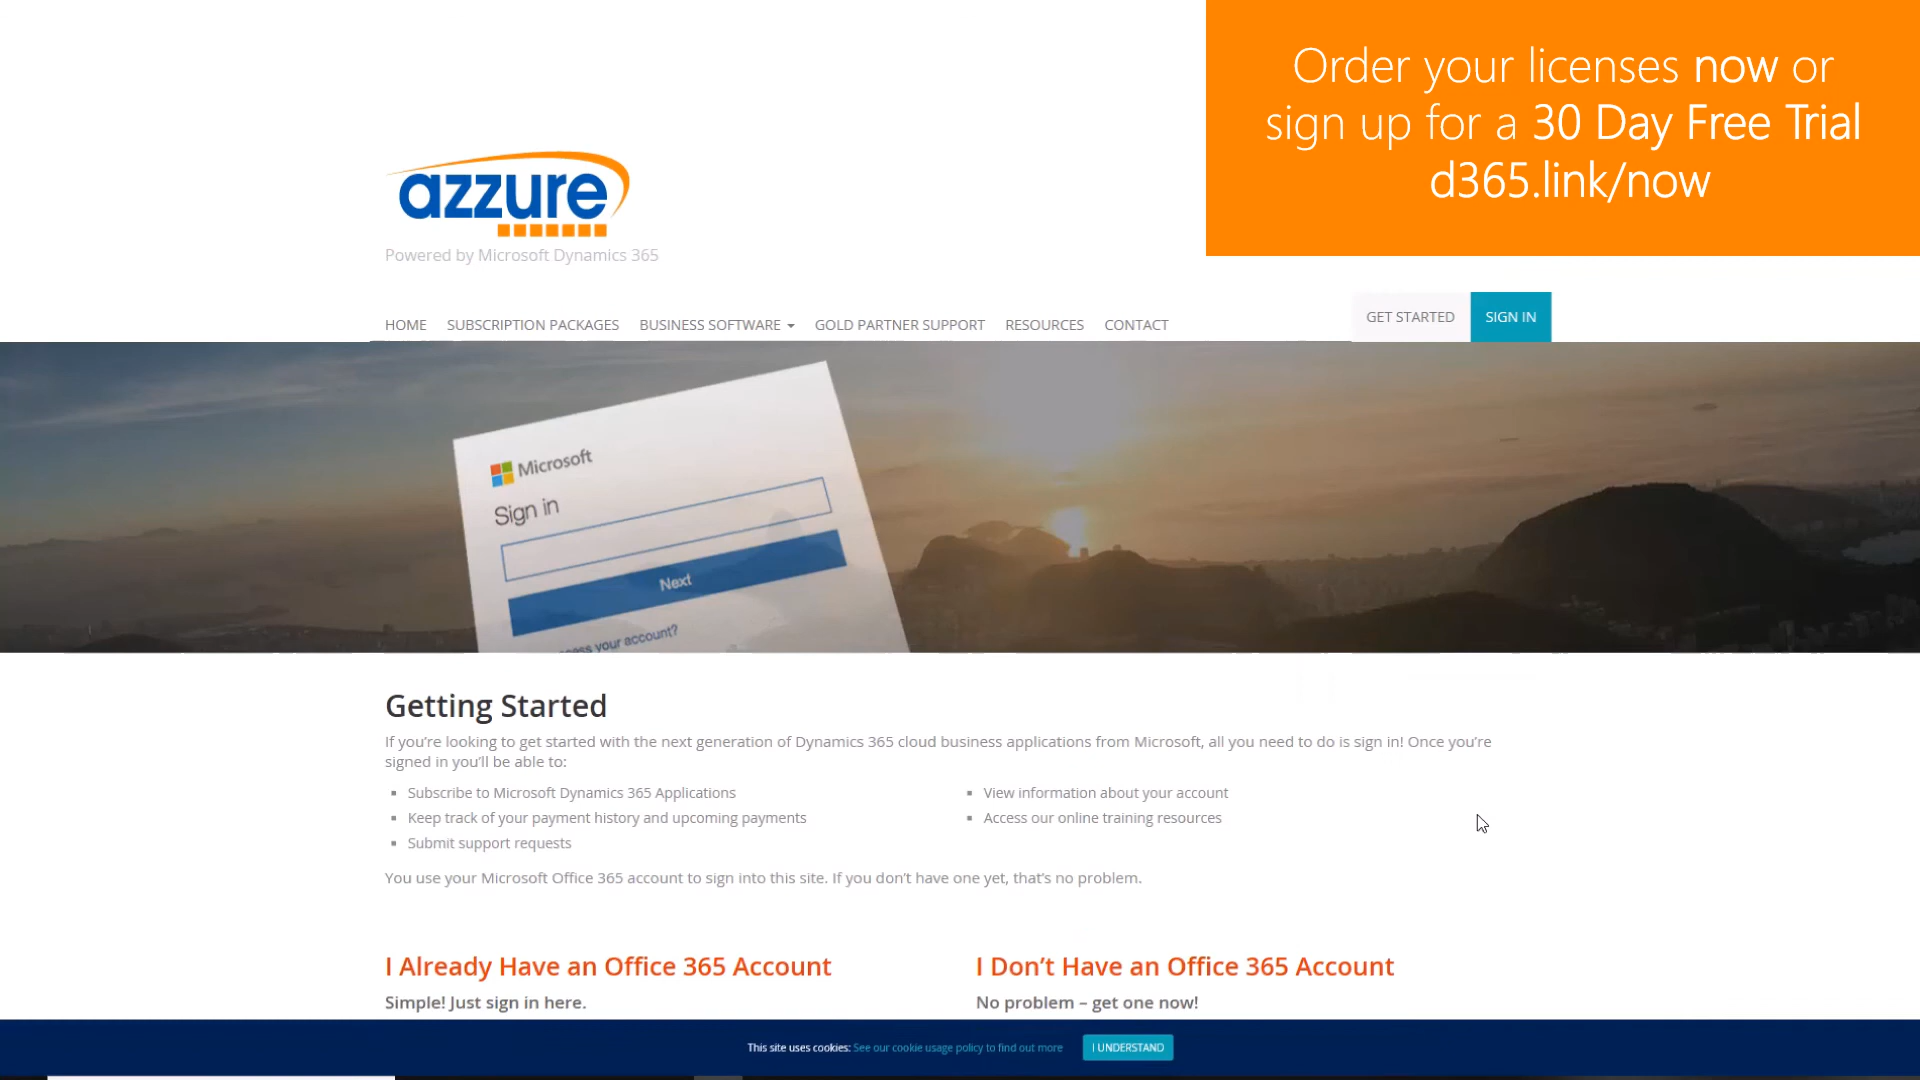 Order your licenses now or
sign up for a 30 Day Free Trial
d365.link/now
azzure
Powered by Microsoft Dynamics 365
HOME SUBSCRIPTION PACKAGES BUSINESS SOFTWARE GOLD PARTNER SUPPORT RESOURCES CONTACT
GET STARTED SIGN IN
Microsoft
Sign in
Next
your account?
Getting Started
If you’re looking to get started with the next generation of Dynamics 365 cloud business applications from Microsoft, all you need to do is sign in! Once you’re
signed in you’ll be able to:
Subscribe to Microsoft Dynamics 365 Applications
Keep track of your payment history and upcoming payments
Submit support requests
View information about your account
Access our online training resources
You use your Microsoft Office 365 account to sign into this site. If you don’t have one yet, that’s no problem.
I Already Have an Office 365 Account
Simple! Just sign in here.
I Don’t Have an Office 365 Account
No problem – get one now!
This site uses cookies: See our cookie usage policy to find out more
I UNDERSTAND